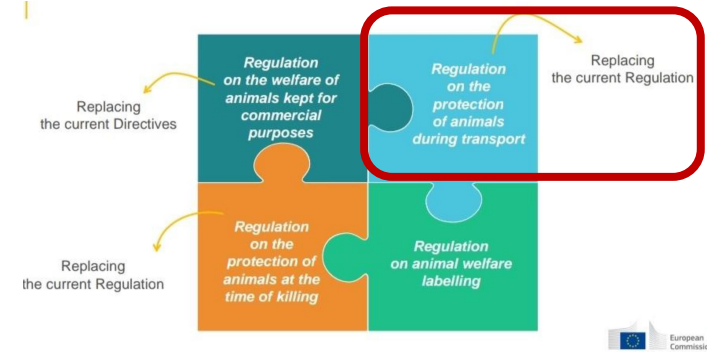 Regulation
on the welfare of
animals kept for
commercial
purposes
Regulation
on the
protection
of animals
during transport
Replacing
the current Regulation
Replacing
the current Directives
Regulation
on the
protection of
animals at the
time of killing
Regulation
on animal welfare
labelling
Replacing
the current Regulation
European
Commission